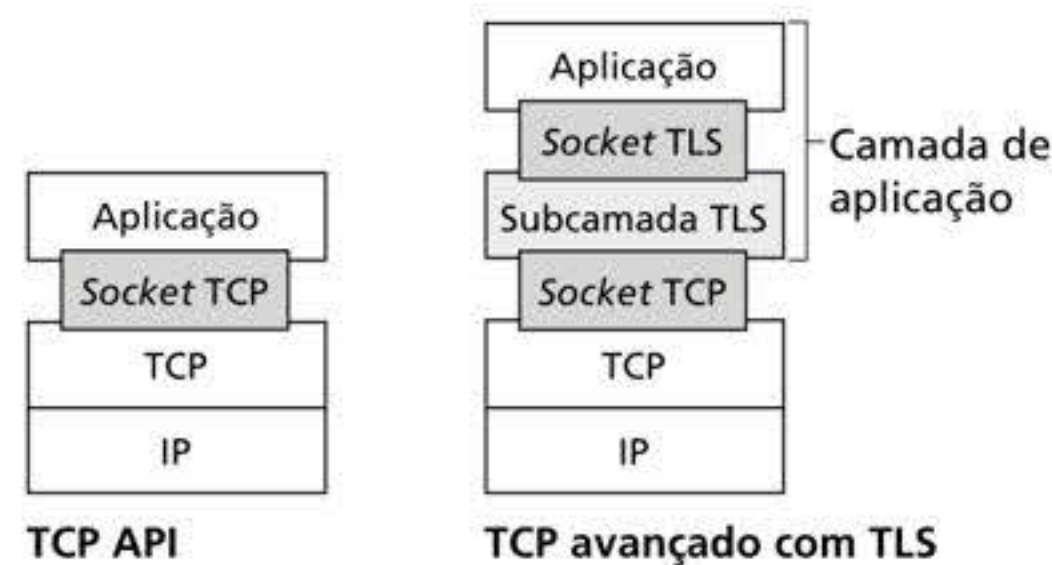 Aplicação
Socket TCP
TCP
IP
TCP API
Aplicação
Socket TLS
Subcamada TLS
Socket TCP
TCP
IP
Camada de
aplicação
TCP avançado com TLS